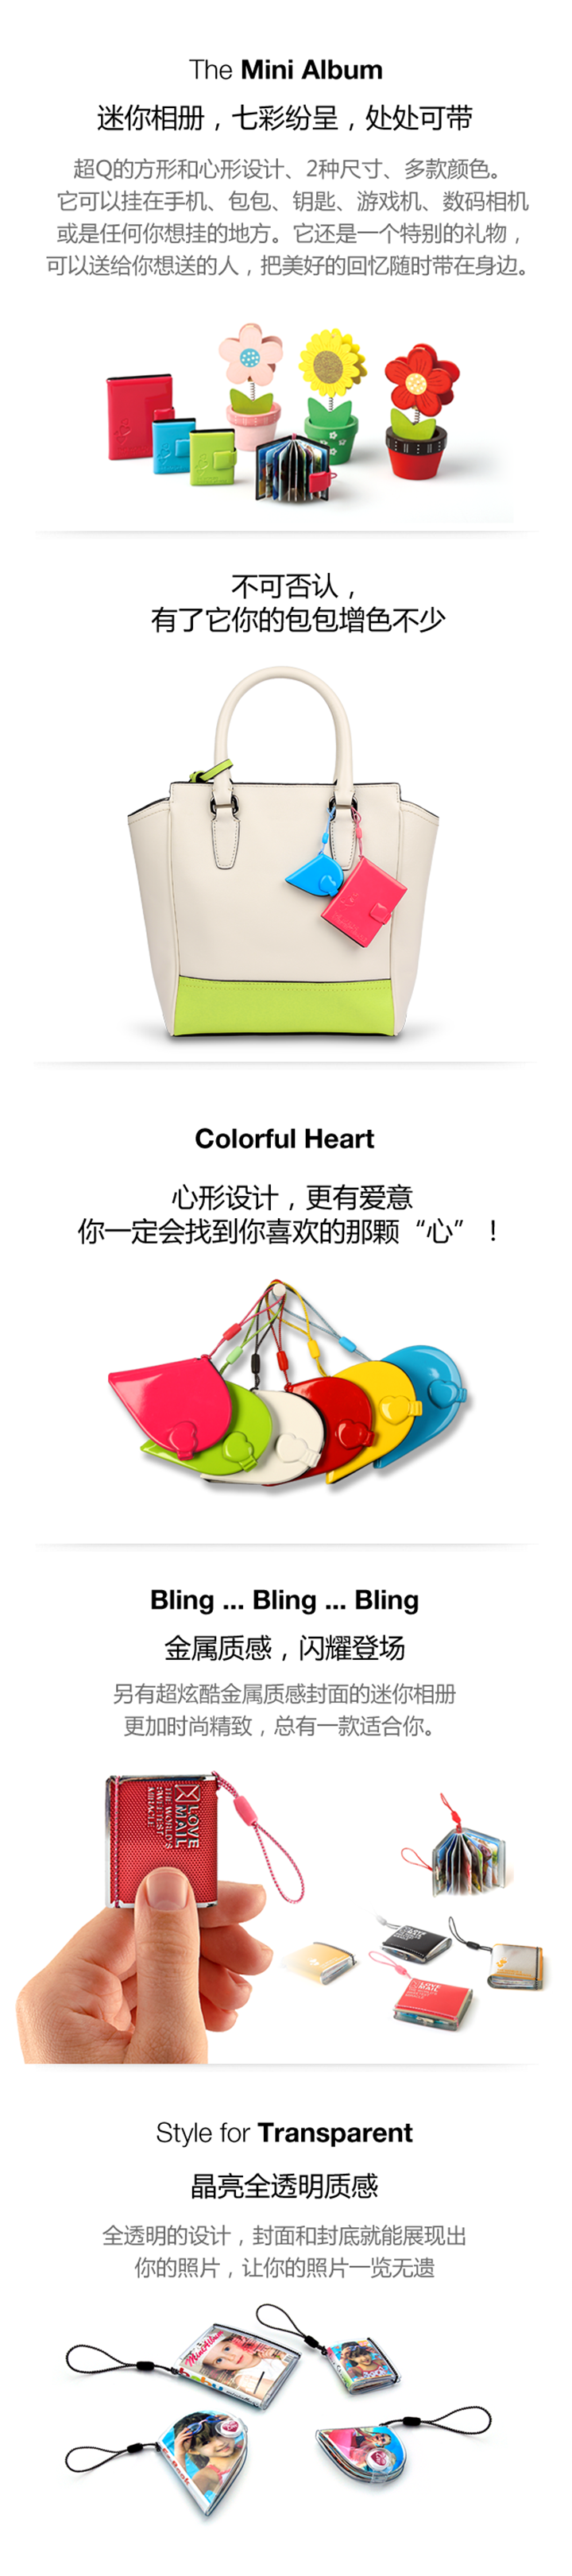 The Mini Album
迷你相册，七彩纷呈，处处可带
超Q的方形和心形设计、2种尺寸、多款颜色。
它可以挂在手机、包包、钥匙、游戏机、数码相机
或是任何你想挂的地方。它还是一个特别的礼物，
可以送给你想送的人，把美好的回忆随时带在身边。
不可否认，
有了它你的包包增色不少
Colorful Heart
心形设计，更有爱意
你一定会找到你喜欢的那颗“心”！
Bling ... Bling ... Bling
金属质感，闪耀登场
另有超炫酷金属质感封面的迷你相册
更加时尚精致，总有一款适合你。
LOVE
MAIL
THE WORLD'S
LOVE
MAIL
Style for Transparent
晶亮全透明质感
全透明的设计，封面和封底就能展现出
你的照片，让你的照片一览无遗
MiniAlbum